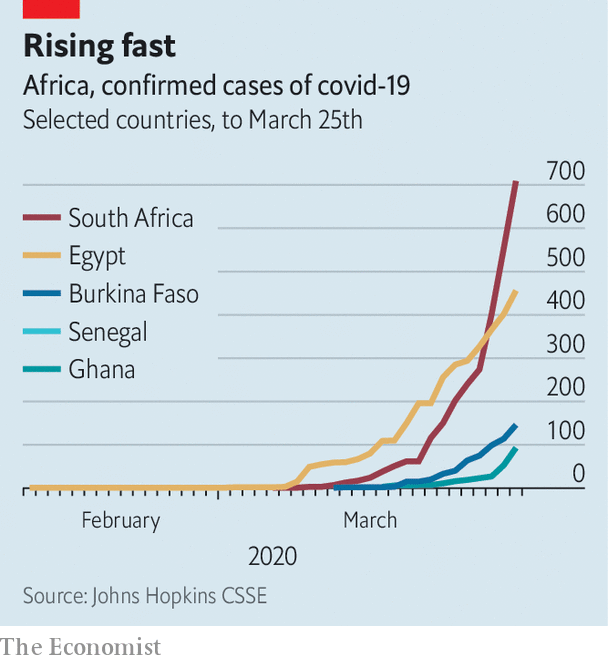 Rising fast
Africa, confirmed cases of covid-19
Selected countries, to March 25th
700
South Africa
600
Egypt
500
Burkina Faso
400
Senegal
300
Ghana
200
100
0
February
March
2020
Source: Johns Hopkins CSSE
The Economist